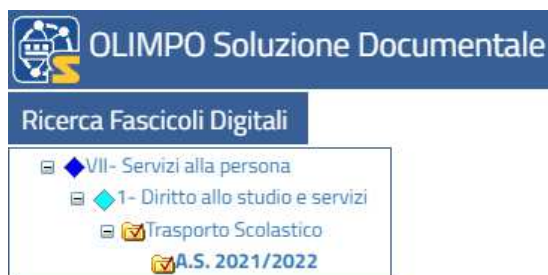 OLIMPO Soluzione Documentale
Ricerca Fascicoli Digitali
VII- Servizi alla persona
1- Diritto allo studio e servizi
Trasporto Scolastico
A.S. 2021/2022